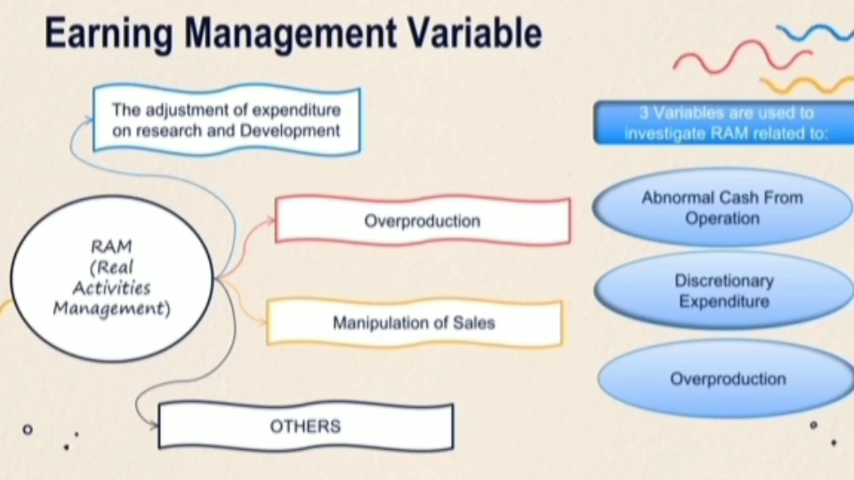 Earning Management Variable
The adjustment of expenditure
on research and Development
3 Variables are used to
investigate RAM related to:
Abnormal Cash From
Operation
Overproduction
RAM
(Real
Activities
Management)
Discretionary
Expenditure
Manipulation of Sales
Overproduction
OTHERS